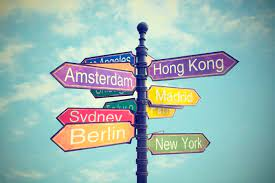 Los Angeles
Amsterdam
Hong Kong
Madrid
Sydney
Berlin
New York